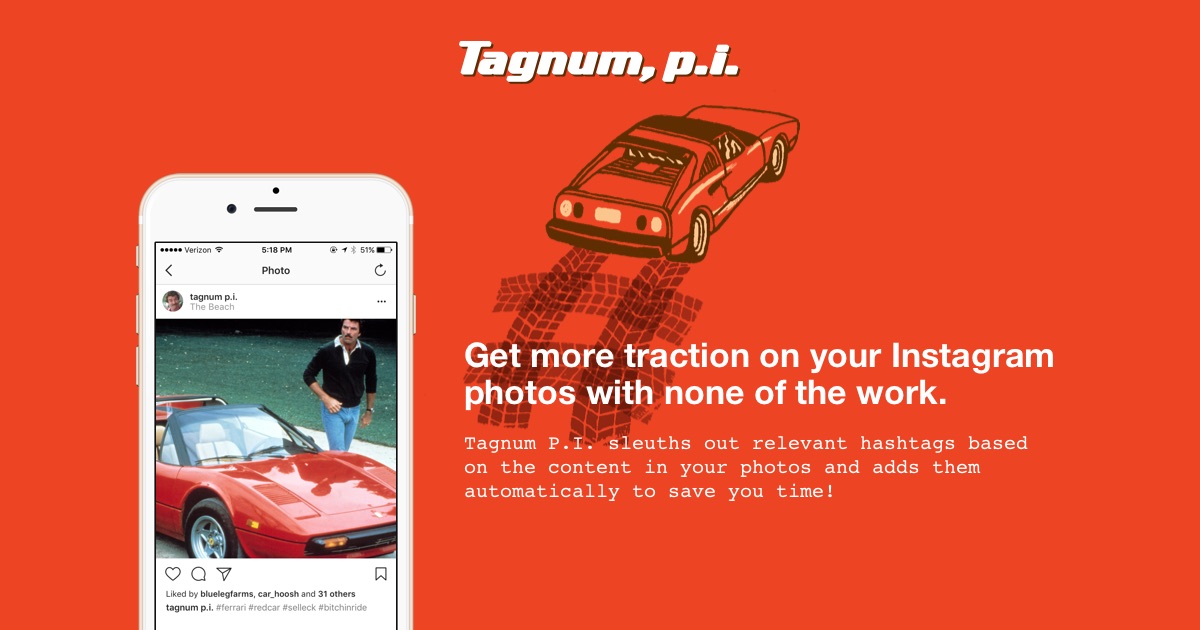 Tagnum, p.i.
Verizon 5:18 PM 51%
Photo
tagnum p.i.
The Beach
Liked by bluelegfarms, car_hoosh and 31 others
tagnum p.i. #ferrari #redcar #selleck #bitchinride
Get more traction on your Instagram
photos with none of the work.
Tagnum P.I. sleuths out relevant hashtags based
on the content in your photos and adds them
automatically to save you time!